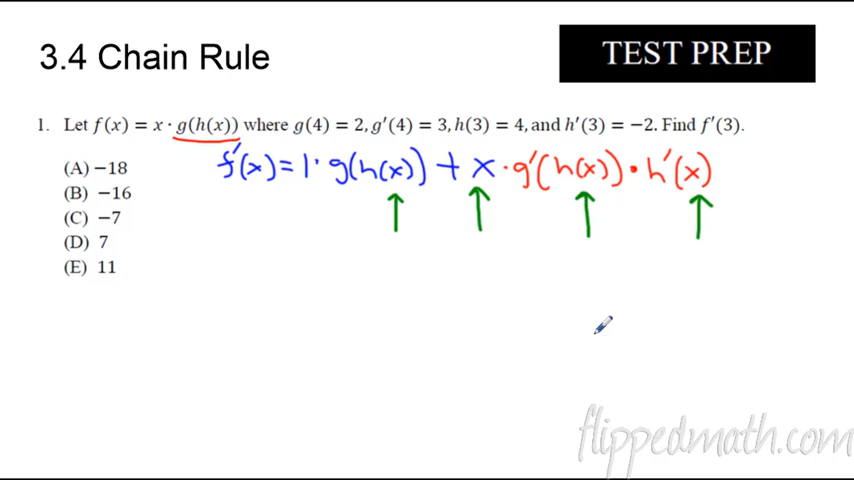 3.4 Chain Rule
TEST PREP
1. Let f(x) = x · g(h(x)) where g(4) = 2, g′(4) = 3, h(3) = 4, and h′(3) = −2. Find f′(3).
f′(x) = 1 · g(h(x)) + x · g′(h(x)) · h′(x)
(A) −18
(B) −16
(C) −7
(D) 7
(E) 11
flippedmath.com